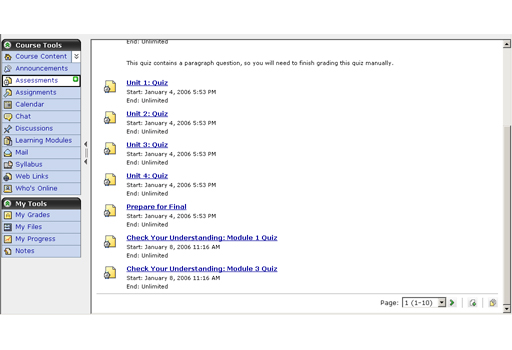 Course Tools
Course Content
Announcements
Assessments
Assignments
Calendar
Chat
Discussions
Learning Modules
Mail
Syllabus
Web Links
Who's Online
My Tools
My Grades
My Files
My Progress
Notes
End: Unlimited
This quiz contains a paragraph question, so you will need to finish grading this quiz manually.
Unit 1: Quiz
Start: January 4, 2006 5:53 PM
End: Unlimited
Unit 2: Quiz
Start: January 4, 2006 5:53 PM
End: Unlimited
Unit 3: Quiz
Start: January 4, 2006 5:53 PM
End: Unlimited
Unit 4: Quiz
Start: January 4, 2006 5:53 PM
End: Unlimited
Prepare for Final
Start: January 4, 2006 5:53 PM
End: Unlimited
Check Your Understanding: Module 1 Quiz
Start: January 8, 2006 11:16 AM
End: Unlimited
Check Your Understanding: Module 3 Quiz
Start: January 8, 2006 11:16 AM
End: Unlimited
Page: 1 (1-10)